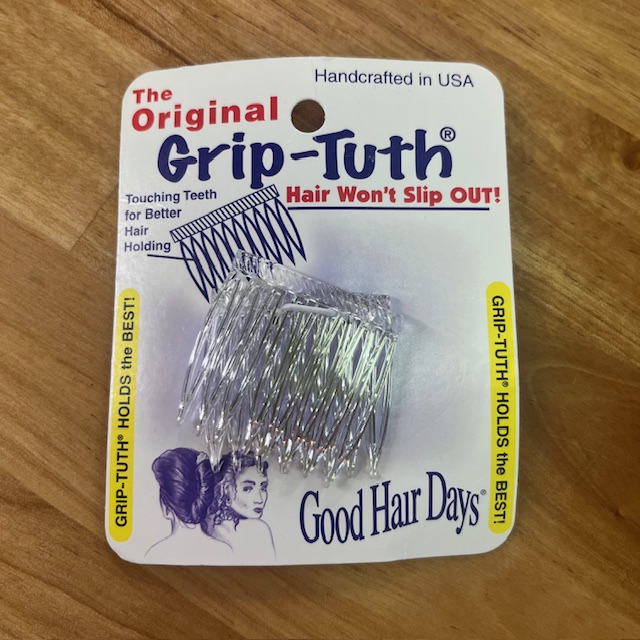 Handcrafted in USA
The
Original
Grip-Tuth®
Hair Won't Slip OUT!
Touching Teeth
for Better
Hair
Holding
GRIP-TUTH® HOLDS the BEST!
GRIP-TUTH® HOLDS the BEST!
Good Hair Days®